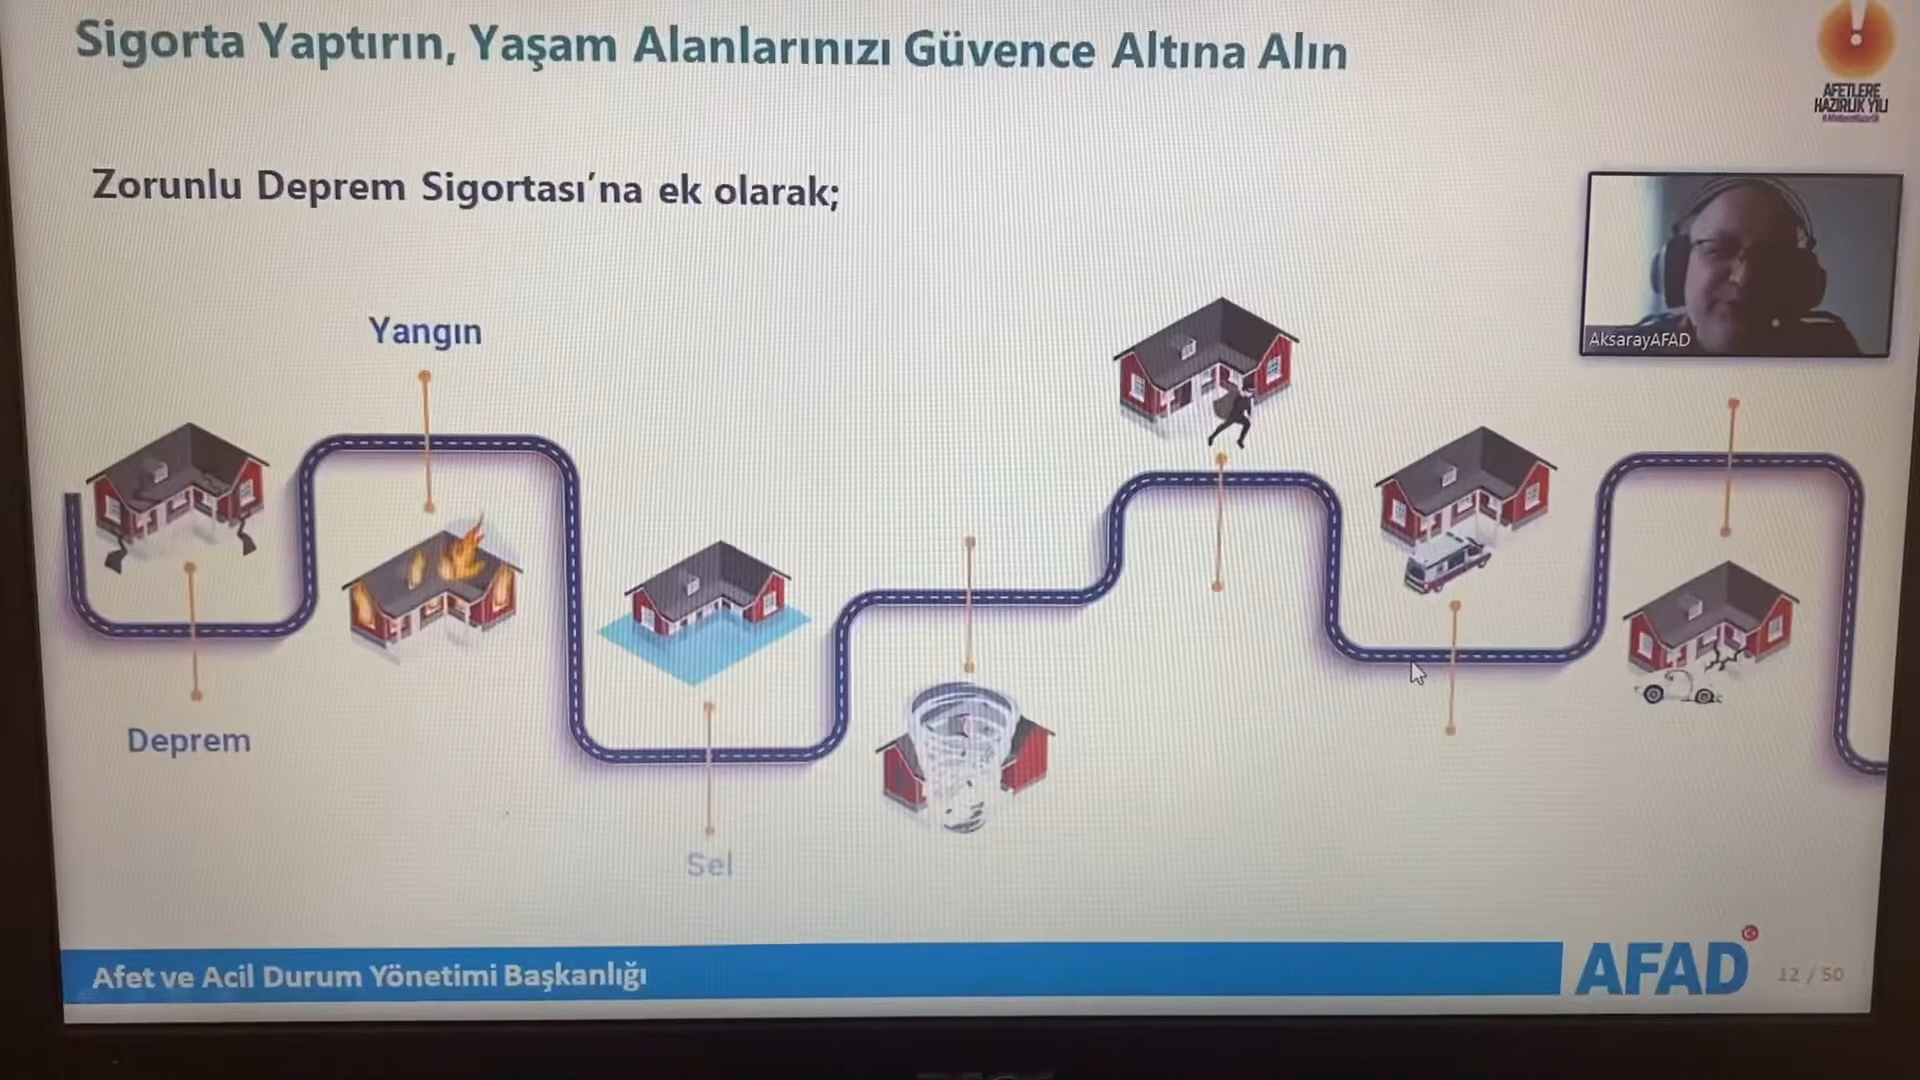 Sigorta Yaptırın, Yaşam Alanlarınızı Güvence Altına Alın
AFETLERE
HAZIRLIK YILI
Zorunlu Deprem Sigortası'na ek olarak;
AksarayAFAD
Yangın
Deprem
Sel
Afet ve Acil Durum Yönetimi Başkanlığı
AFAD
12 / 50